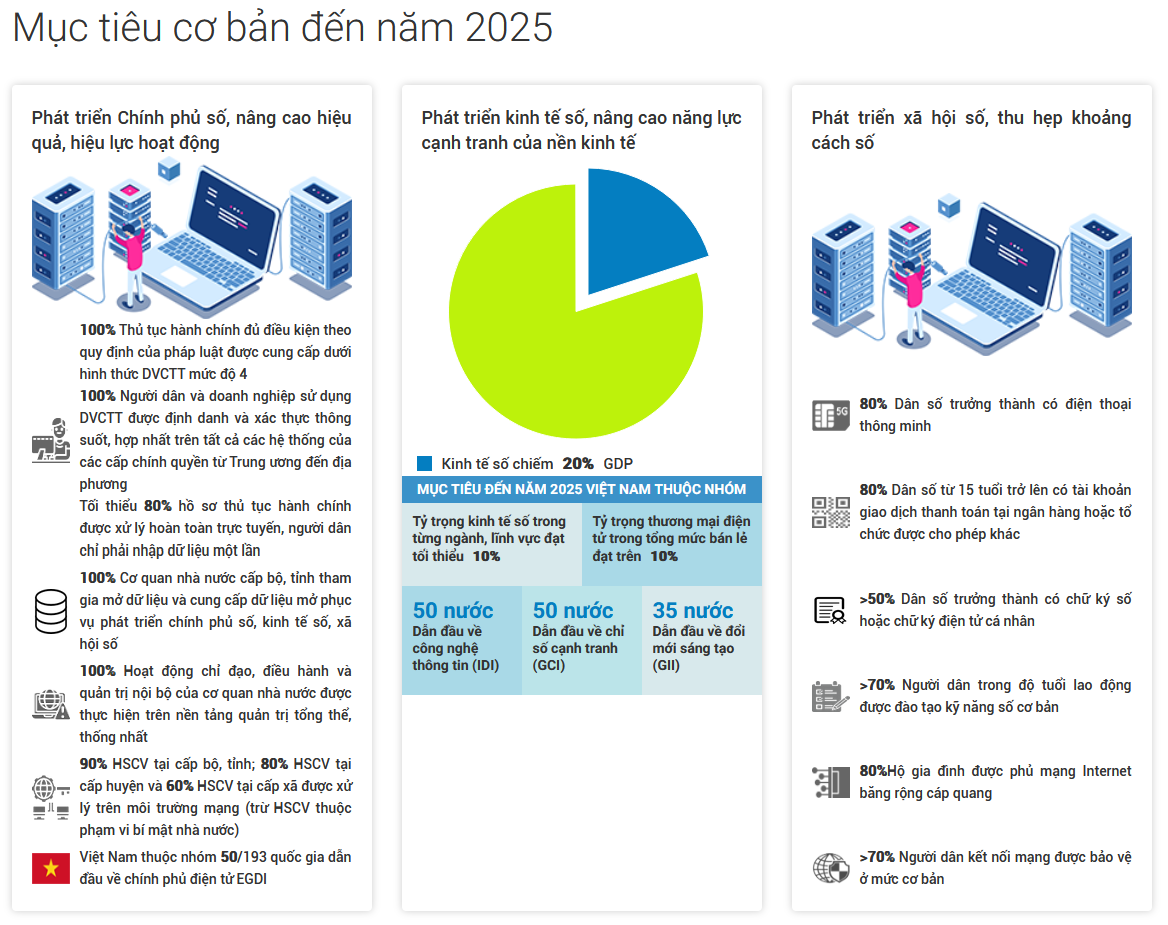 Mục tiêu cơ bản đến năm 2025
Phát triển Chính phủ số, nâng cao hiệu
quả, hiệu lực hoạt động
100% Thủ tục hành chính đủ điều kiện theo
quy định của pháp luật được cung cấp dưới
hình thức DVCTT mức độ 4
100% Người dân và doanh nghiệp sử dụng
DVCTT được định danh và xác thực thông
suốt, hợp nhất trên tất cả các hệ thống của
các cấp chính quyền từ Trung ương đến địa
phương
Tối thiểu 80% hồ sơ thủ tục hành chính
được xử lý hoàn toàn trực tuyến, người dân
chỉ phải nhập dữ liệu một lần
100% Cơ quan nhà nước cấp bộ, tỉnh tham
gia mở dữ liệu và cung cấp dữ liệu mở phục
vụ phát triển chính phủ số, kinh tế số, xã
hội số
100% Hoạt động chỉ đạo, điều hành và
quản trị nội bộ của cơ quan nhà nước được
thực hiện trên nền tảng quản trị tổng thể,
thống nhất
90% HSCV tại cấp bộ, tỉnh; 80% HSCV tại
cấp huyện và 60% HSCV tại cấp xã được xử
lý trên môi trường mạng (trừ HSCV thuộc
phạm vi bí mật nhà nước)
Việt Nam thuộc nhóm 50/193 quốc gia dẫn
đầu về chính phủ điện tử EGDI
Phát triển kinh tế số, nâng cao năng lực
cạnh tranh của nền kinh tế
Kinh tế số chiếm 20% GDP
MỤC TIÊU ĐẾN NĂM 2025 VIỆT NAM THUỘC NHÓM
Tỷ trọng kinh tế số trong
từng ngành, lĩnh vực đạt
tối thiểu 10%
Tỷ trọng thương mại điện
tử trong tổng mức bán lẻ
đạt trên 10%
50 nước
Dẫn đầu về
công nghệ
thông tin (IDI)
50 nước
Dẫn đầu về chỉ
số cạnh tranh
(GCI)
35 nước
Dẫn đầu về đổi
mới sáng tạo
(GII)
Phát triển xã hội số, thu hẹp khoảng
cách số
5G
80% Dân số trưởng thành có điện thoại
thông minh
80% Dân số từ 15 tuổi trở lên có tài khoản
giao dịch thanh toán tại ngân hàng hoặc tổ
chức được cho phép khác
>50% Dân số trưởng thành có chữ ký số
hoặc chữ ký điện tử cá nhân
>70% Người dân trong độ tuổi lao động
được đào tạo kỹ năng số cơ bản
80%Hộ gia đình được phủ mạng Internet
băng rộng cáp quang
>70% Người dân kết nối mạng được bảo vệ
ở mức cơ bản